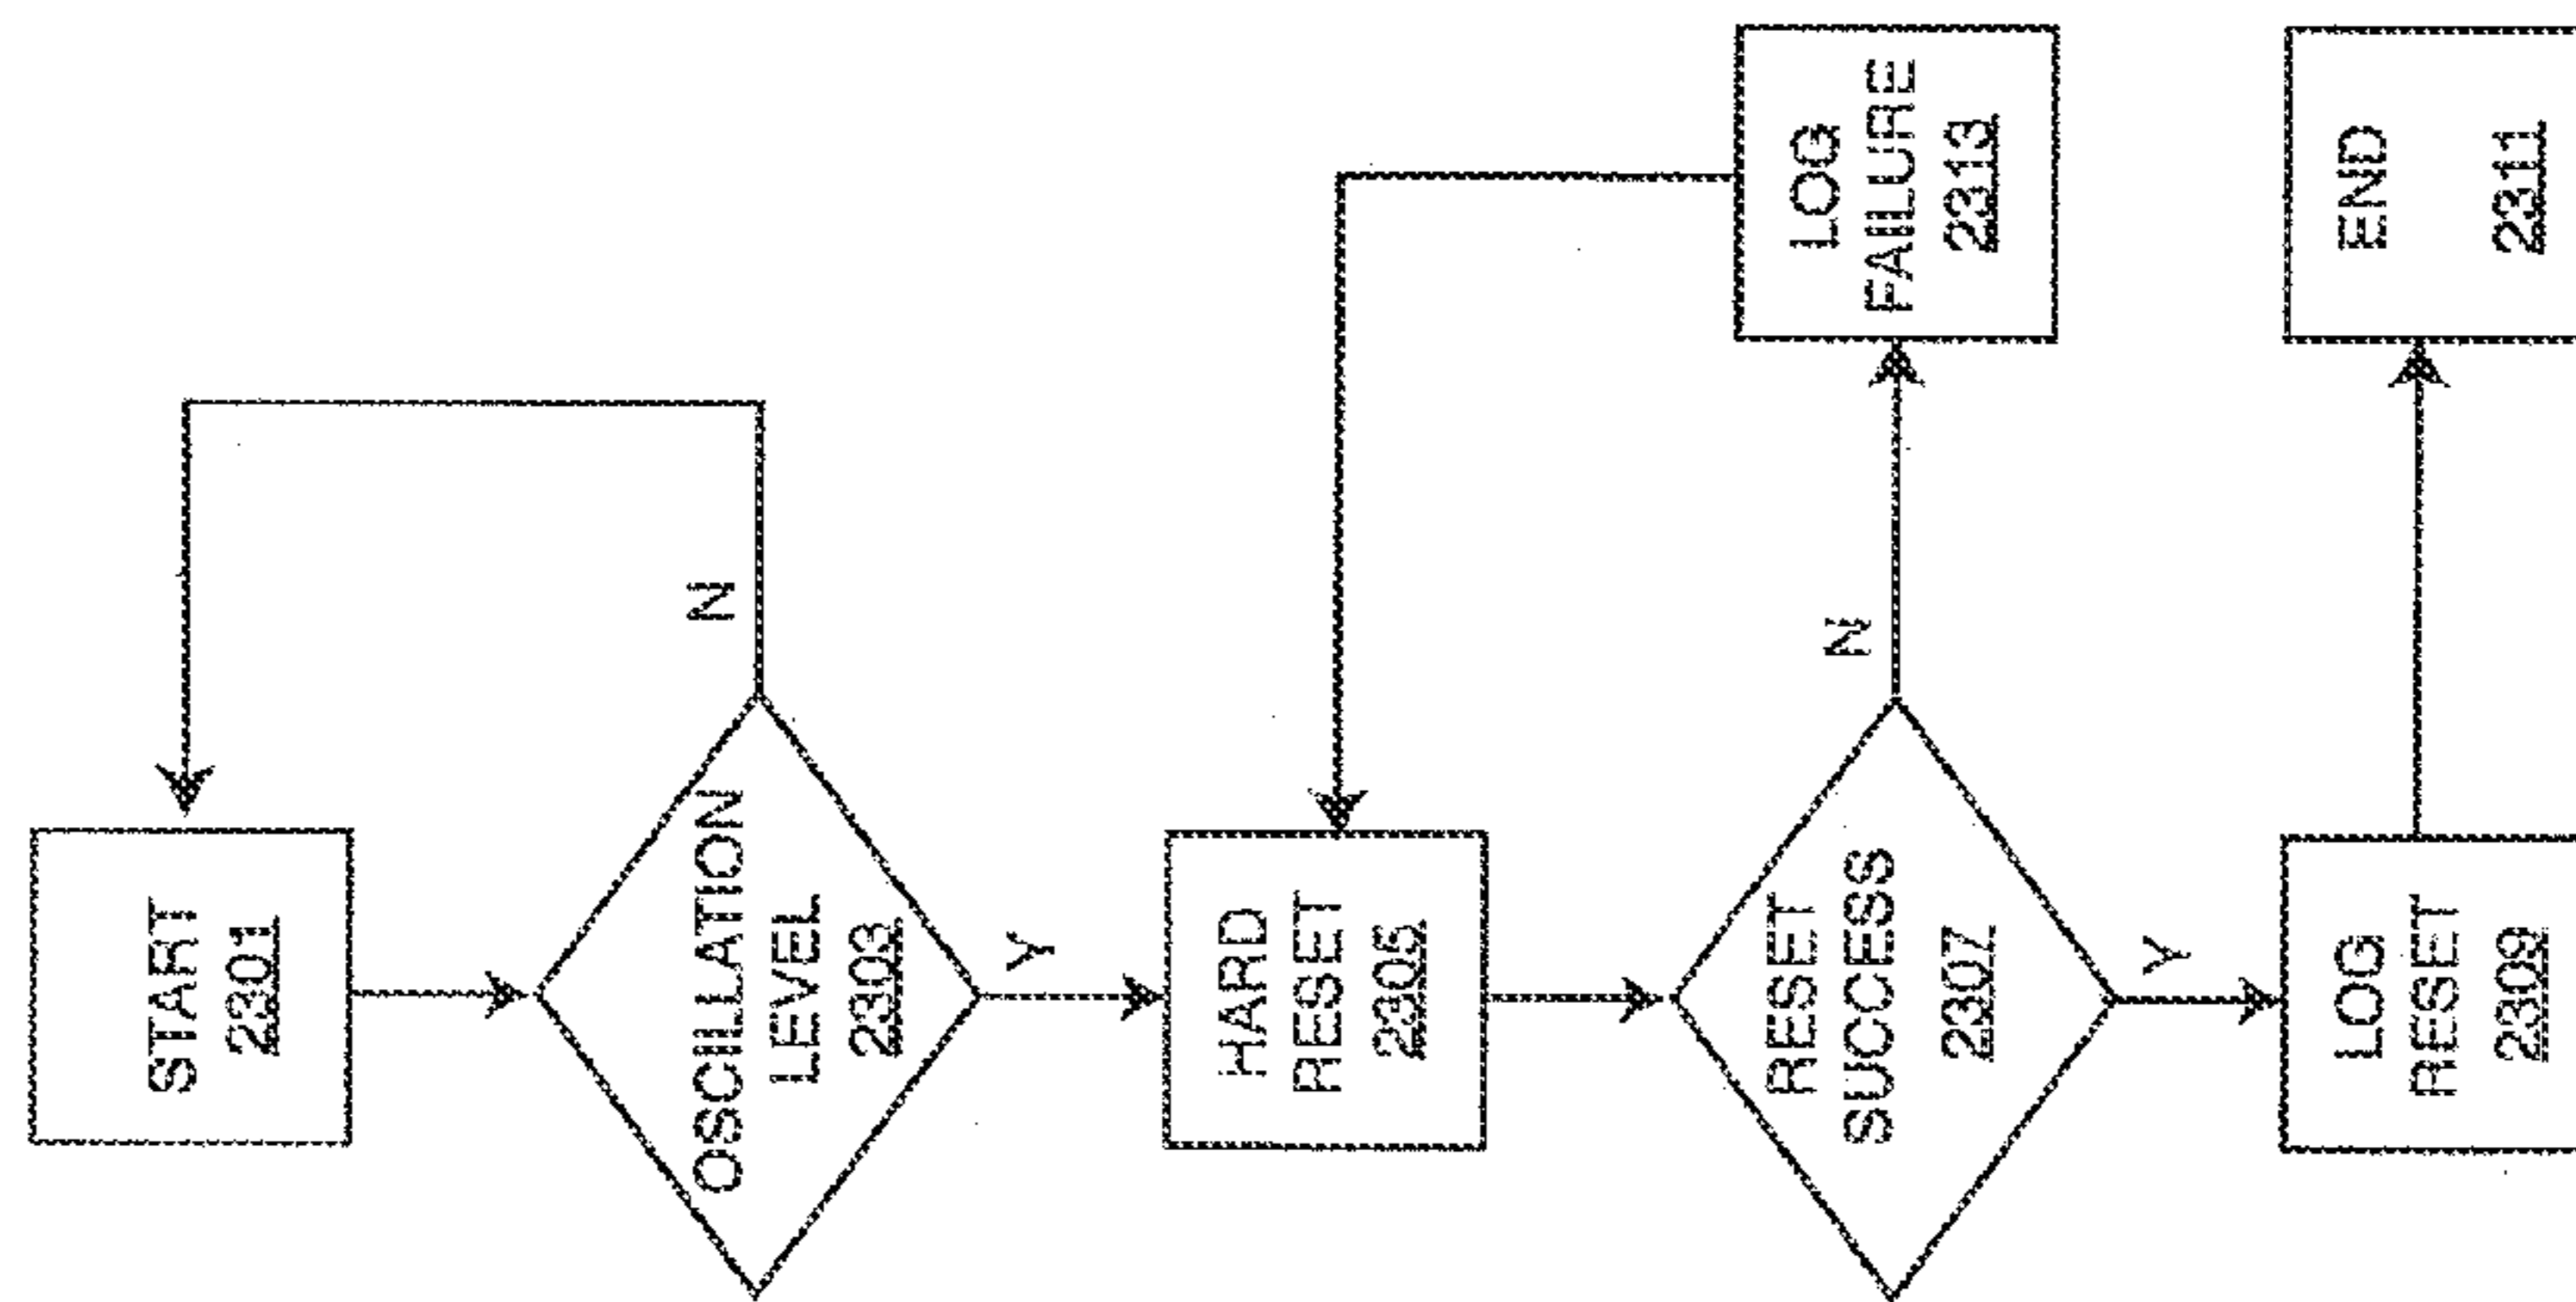 START
2301
OSCILLATION
LEVEL
2303
N
Y
HARD
RESET
2305
RESET
SUCCESS
2307
N
LOG
FAILURE
2313
Y
LOG
RESET
2309
END
2311